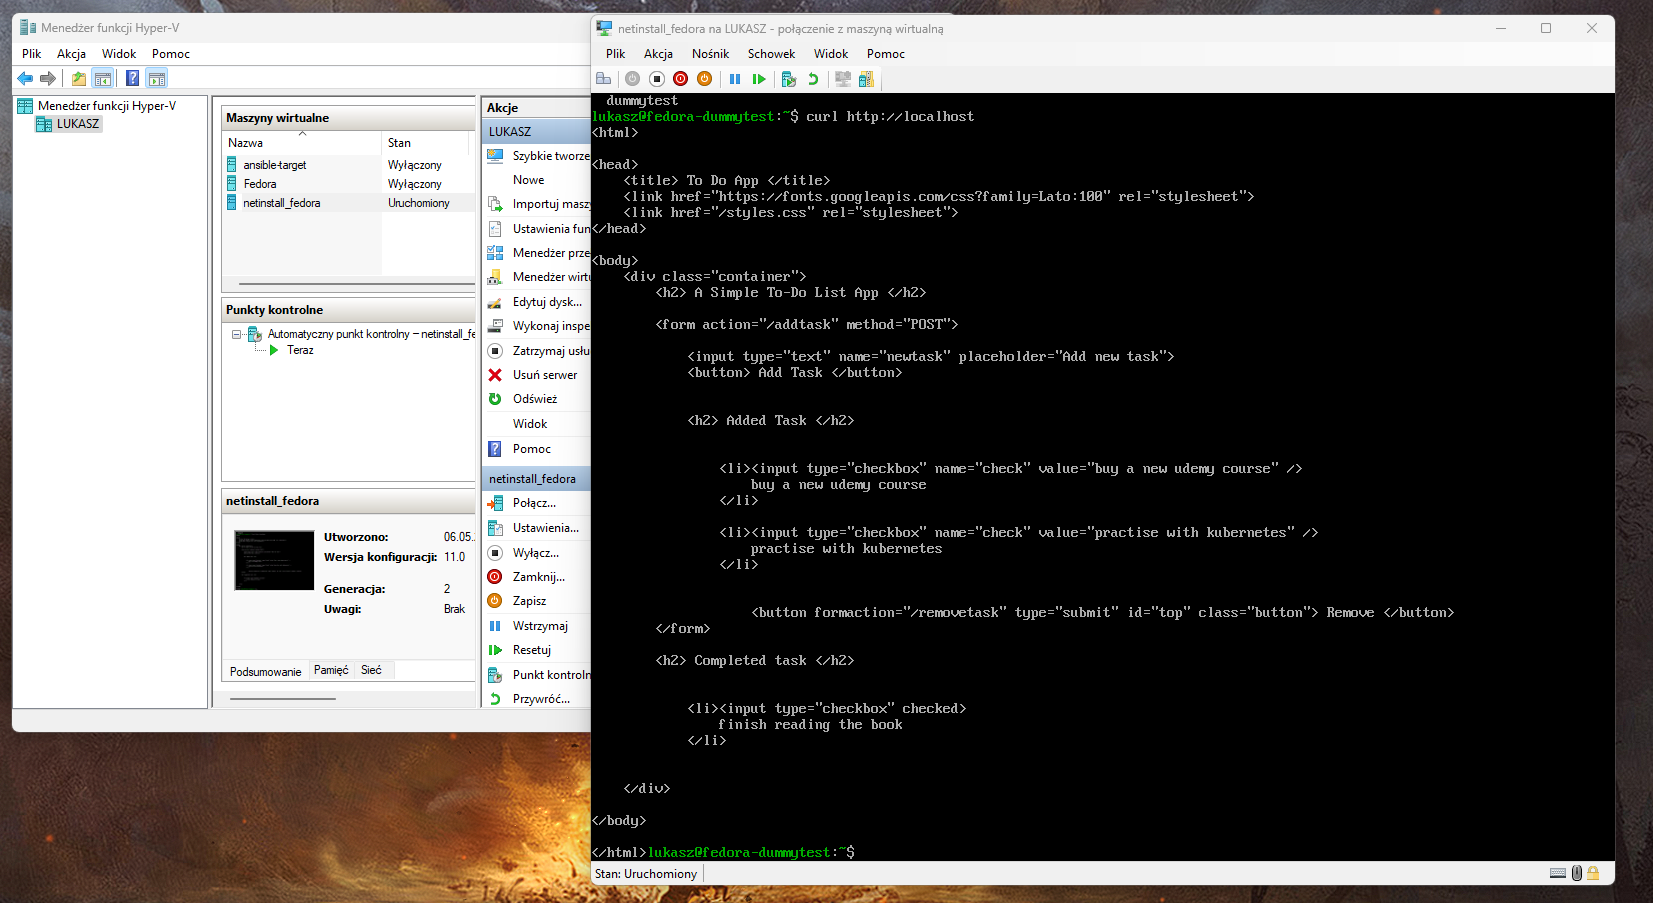 Menedżer funkcji Hyper-V
Plik Akcja Widok Pomoc
Menedżer funkcji Hyper-V
LUKASZ
Maszyny wirtualne
Nazwa Stan
ansible-target Wyłączony
Fedora Wyłączony
netinstall_fedora Uruchomiony
Punkty kontrolne
Automatyczny punkt kontrolny – netinstall_fe
Teraz
netinstall_fedora
Utworzono: 06.05.
Wersja konfiguracji: 11.0
Generacja: 2
Uwagi: Brak
Podsumowanie Pamięć Sieć
Akcje
LUKASZ
Szybkie tworze
Nowe
Importuj masz
Ustawienia fun
Menedżer prze
Menedżer wirtu
Edytuj dysk...
Wykonaj inspe
Zatrzymaj usłu
Usuń serwer
Odśwież
Widok
Pomoc
netinstall_fedora
Połącz...
Ustawienia...
Wyłącz...
Zamknij...
Zapisz
Wstrzymaj
Resetuj
Punkt kontroln
Przywróć...
netinstall_fedora na LUKASZ - połączenie z maszyną wirtualną
Plik Akcja Nośnik Schowek Widok Pomoc
dummytest
lukasz@fedora-dummytest:~$ curl http://localhost
<html>
<head>
<title> To Do App </title>
<link href="https://fonts.googleapis.com/css?family=Lato:100" rel="stylesheet">
<link href="/styles.css" rel="stylesheet">
</head>
<body>
<div class="container">
<h2> A Simple To-Do List App </h2>
<form action="/addtask" method="POST">
<input type="text" name="newtask" placeholder="Add new task">
<button> Add Task </button>
<h2> Added Task </h2>
<li><input type="checkbox" name="check" value="buy a new udemy course" />
buy a new udemy course
</li>
<li><input type="checkbox" name="check" value="practise with kubernetes" />
practise with kubernetes
</li>
<button formaction="/removetask" type="submit" id="top" class="button"> Remove </button>
</form>
<h2> Completed task </h2>
<li><input type="checkbox" checked>
finish reading the book
</li>
</div>
</body>
</html>lukasz@fedora-dummytest:~$
Stan: Uruchomiony